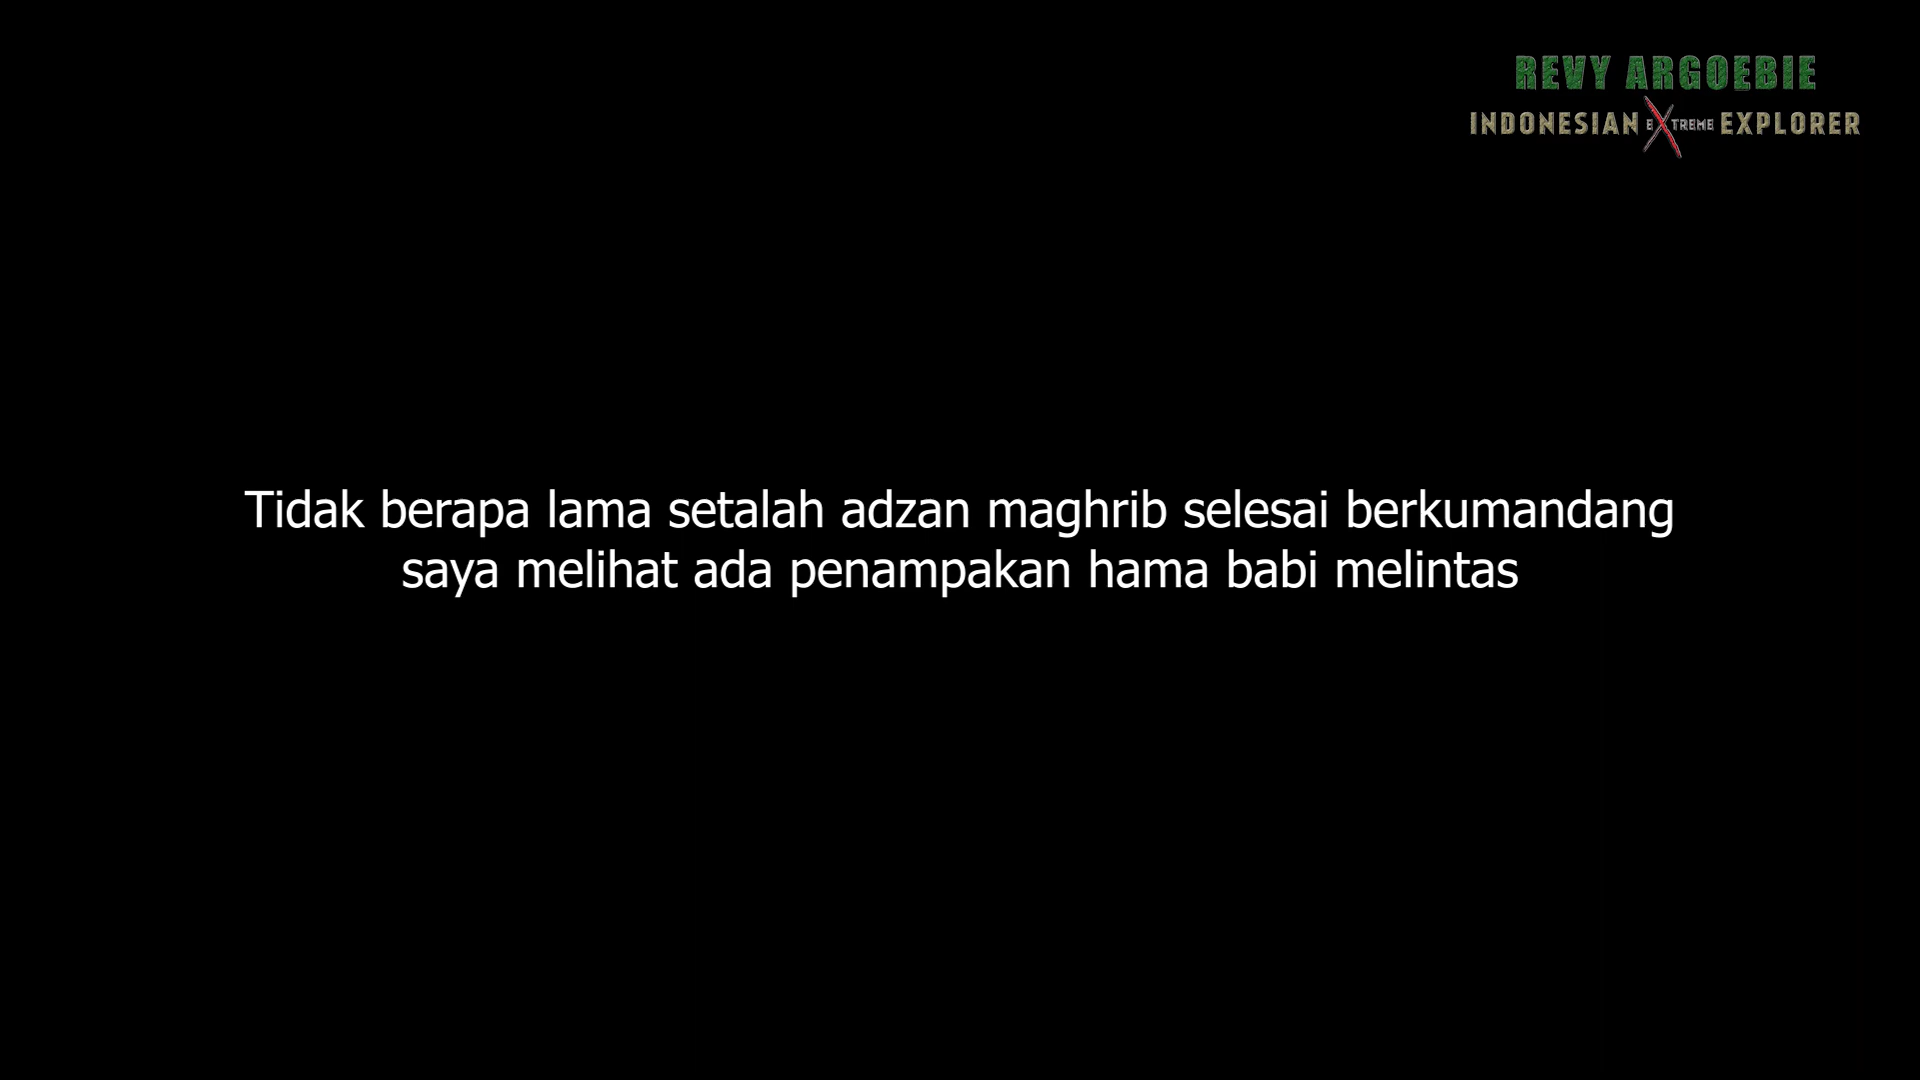 REVY ARGOEBIE
INDONESIAN eXTREME EXPLORER
Tidak berapa lama setalah adzan maghrib selesai berkumandang
saya melihat ada penampakan hama babi melintas